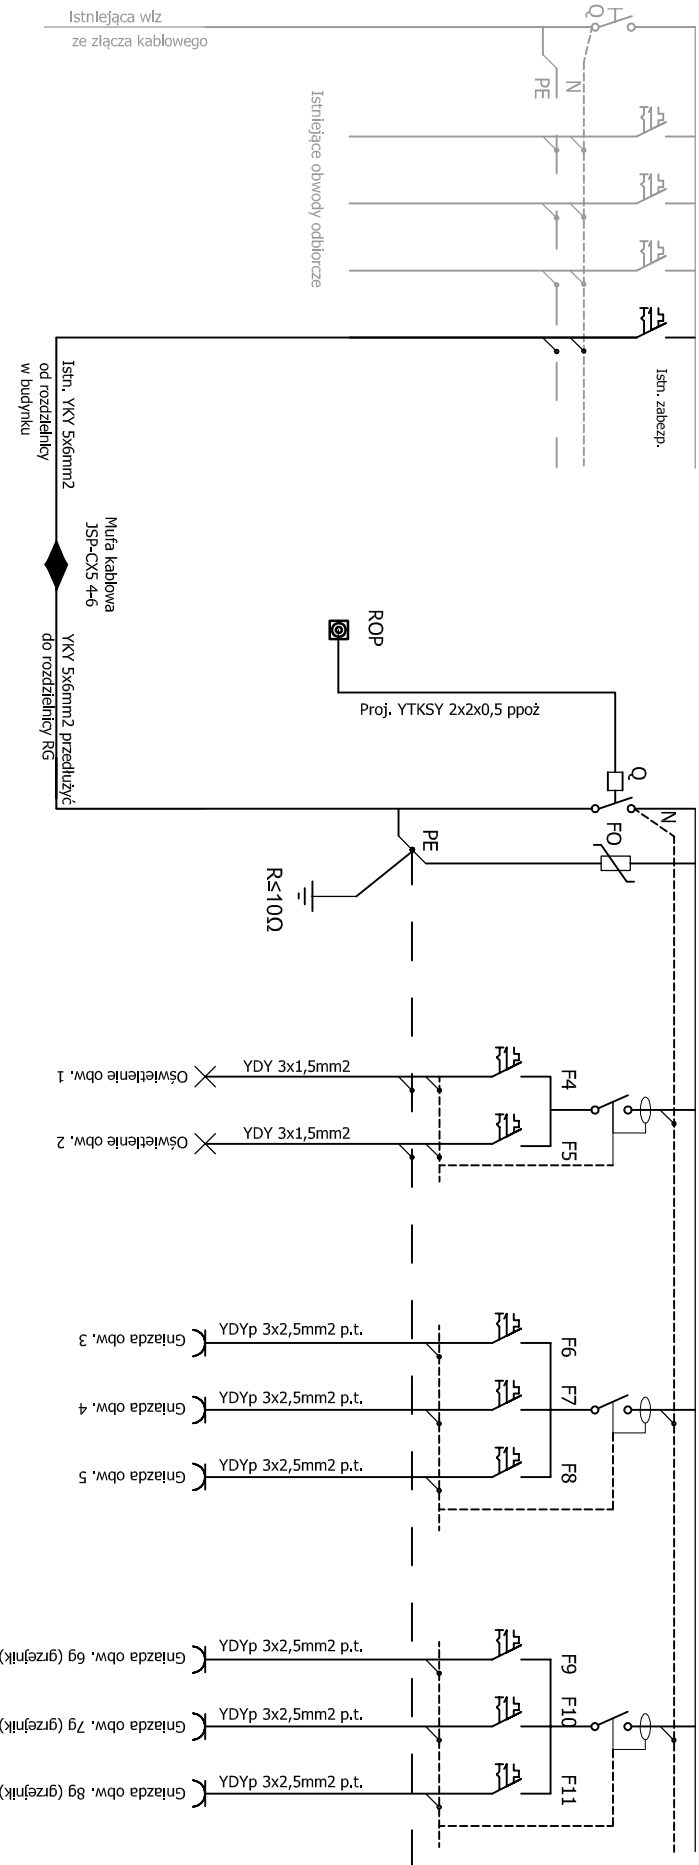 Istniejąca wlz
ze złącza kablowego
Q
PE
N
Istniejące obwody odbiorcze
Istn. zabezp.
Istn. YKY 5x6mm2
od rozdzielnicy
w budynku
Mufa kablowa
JSP-CX5 4-6
YKY 5x6mm2 przedłużyć
do rozdzielnicy RG
ROP
Proj. YTKSY 2x2x0,5 ppoż
Q
N
FO
PE
R≤10Ω
F4
YDY 3x1,5mm2
Oświetlenie obw. 1
F5
YDY 3x1,5mm2
Oświetlenie obw. 2
F6
YDYp 3x2,5mm2 p.t.
Gniazda obw. 3
F7
YDYp 3x2,5mm2 p.t.
Gniazda obw. 4
F8
YDYp 3x2,5mm2 p.t.
Gniazda obw. 5
F9
YDYp 3x2,5mm2 p.t.
Gniazda obw. 6g (grzejnik)
F10
YDYp 3x2,5mm2 p.t.
Gniazda obw. 7g (grzejnik)
F11
YDYp 3x2,5mm2 p.t.
Gniazda obw. 8g (grzejnik)